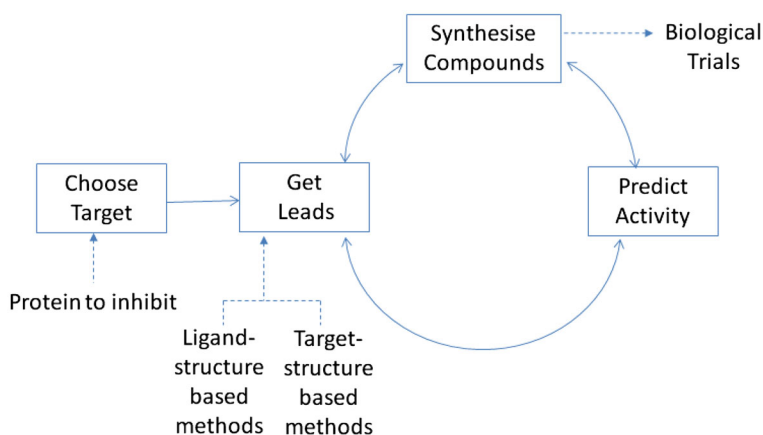 Synthesise
Compounds
Biological
Trials
Choose
Target
Get
Leads
Predict
Activity
Protein to inhibit
Ligand-
structure
based
methods
Target-
structure
based
methods